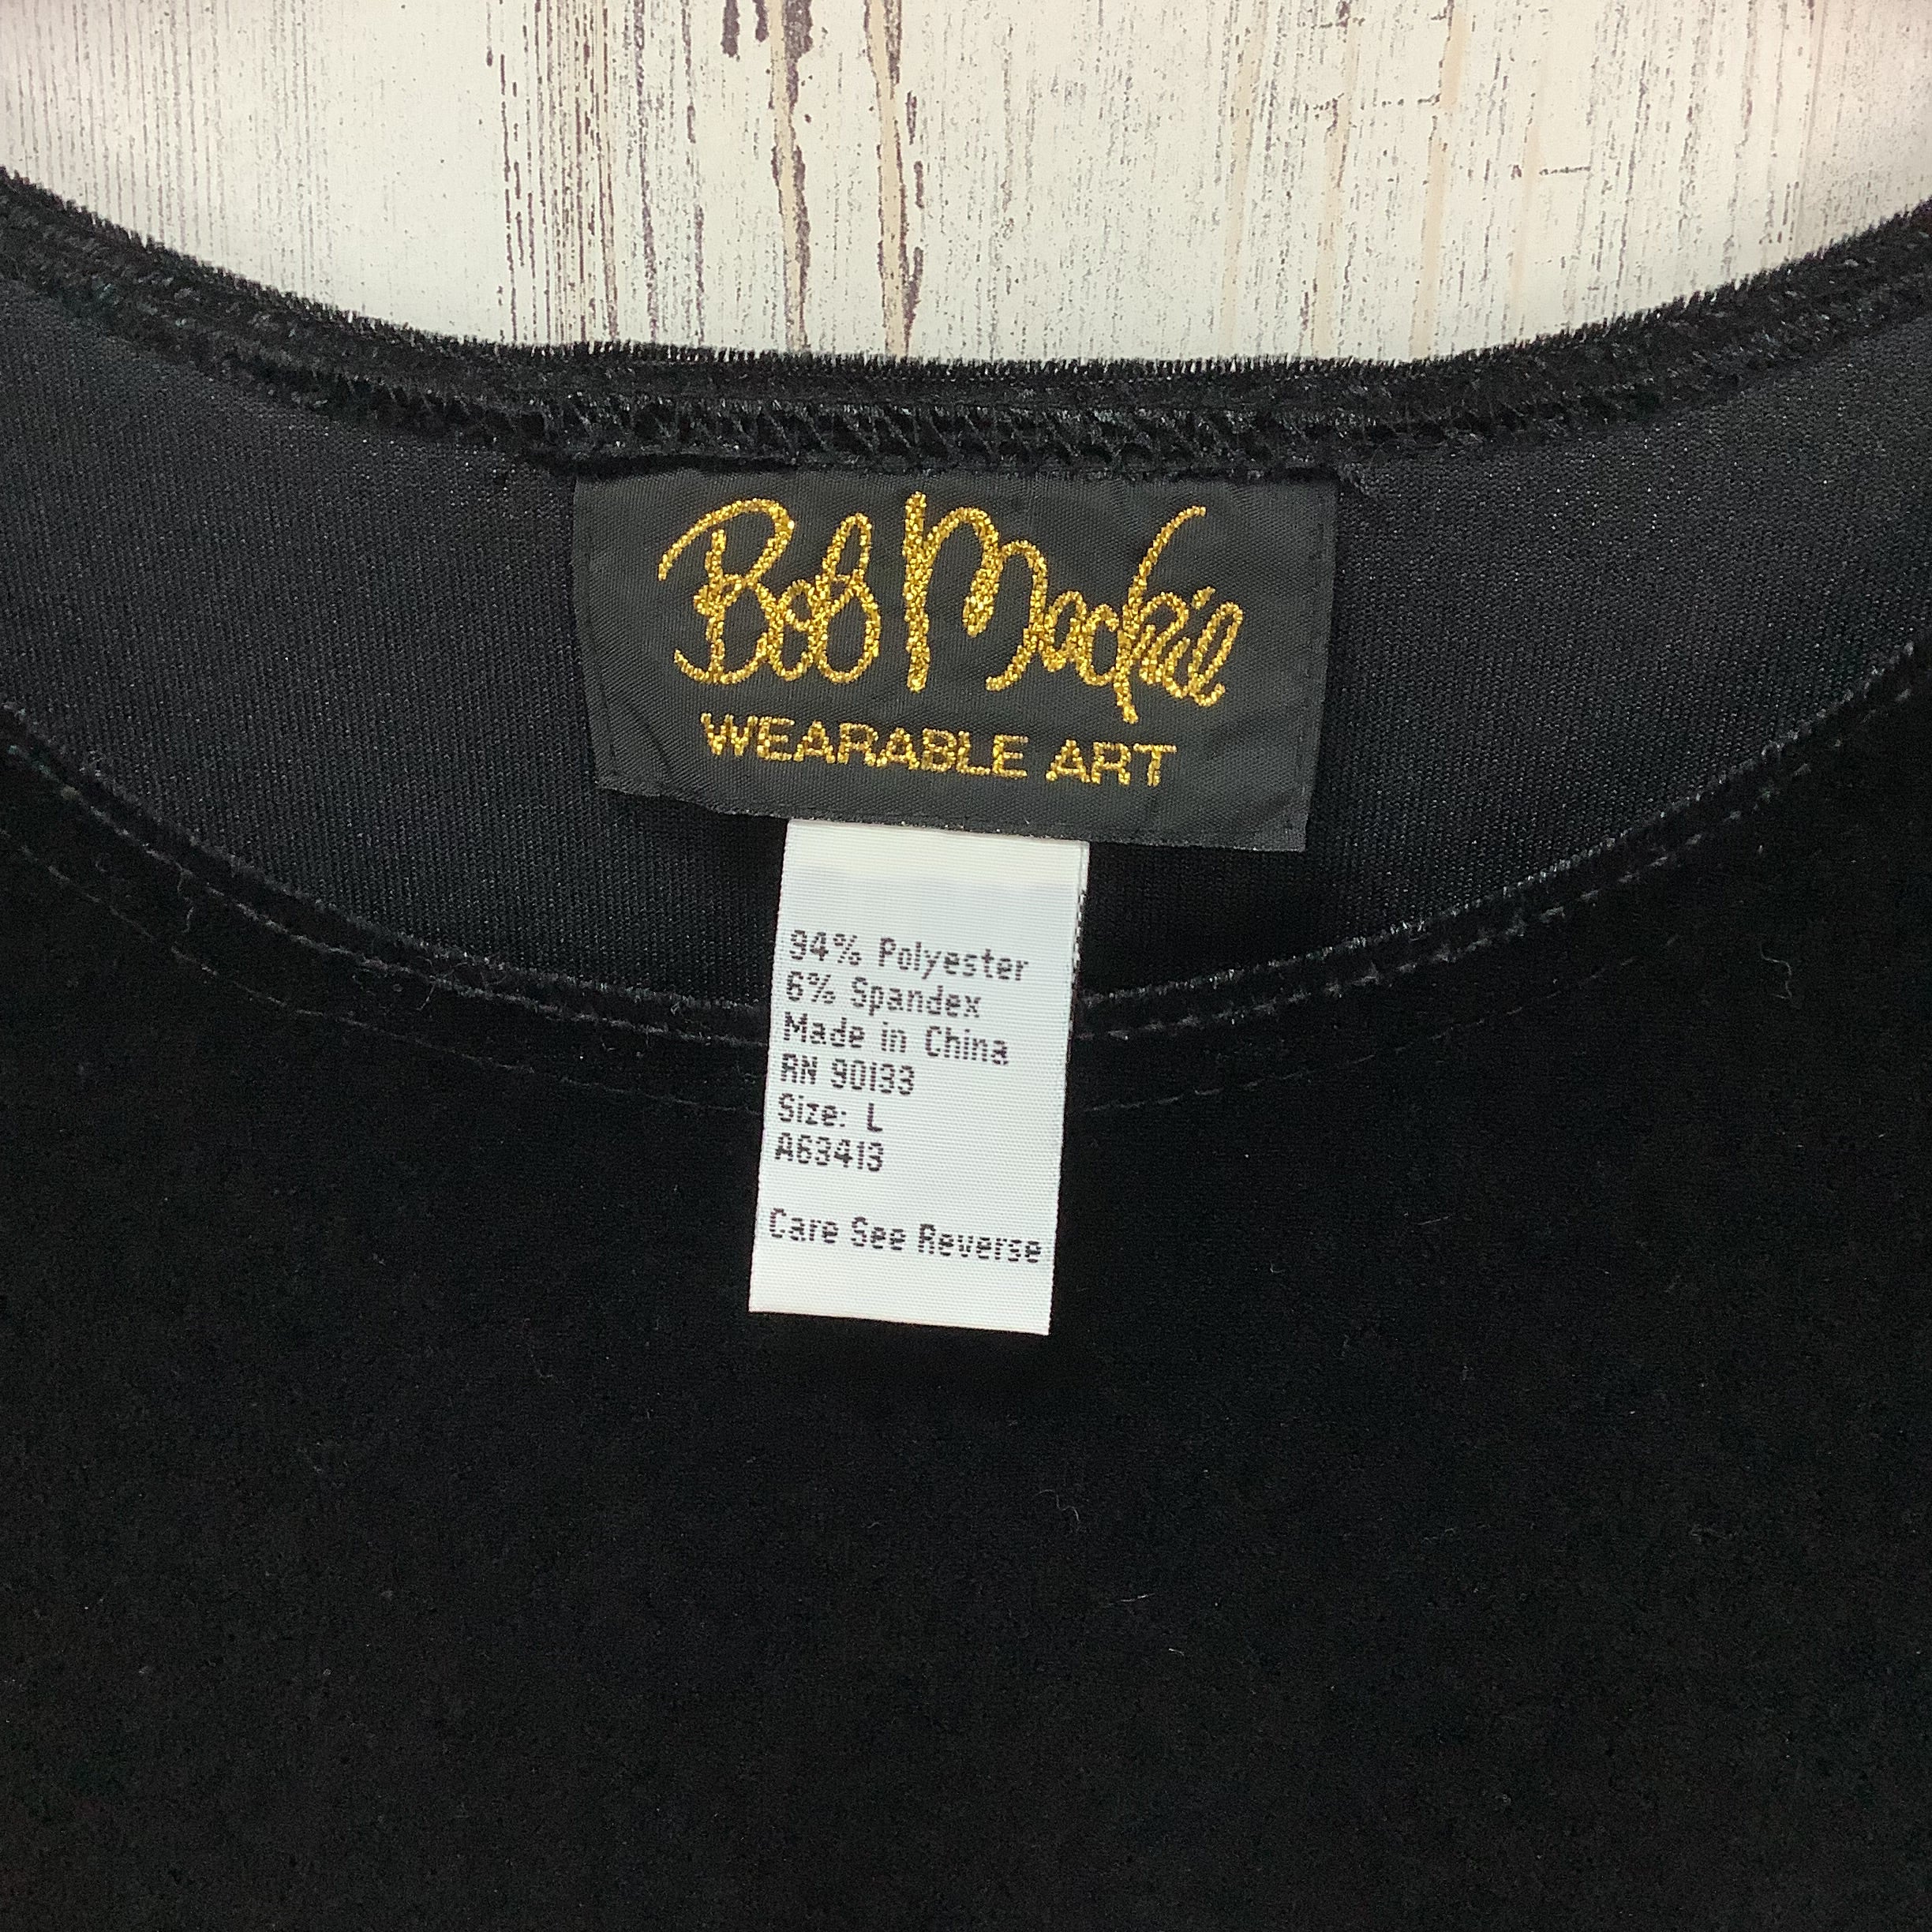 Bob Mackie
WEARABLE ART
94% Polyester
6% Spandex
Made in China
RN 90133
Size: L
A63413
Care See Reverse